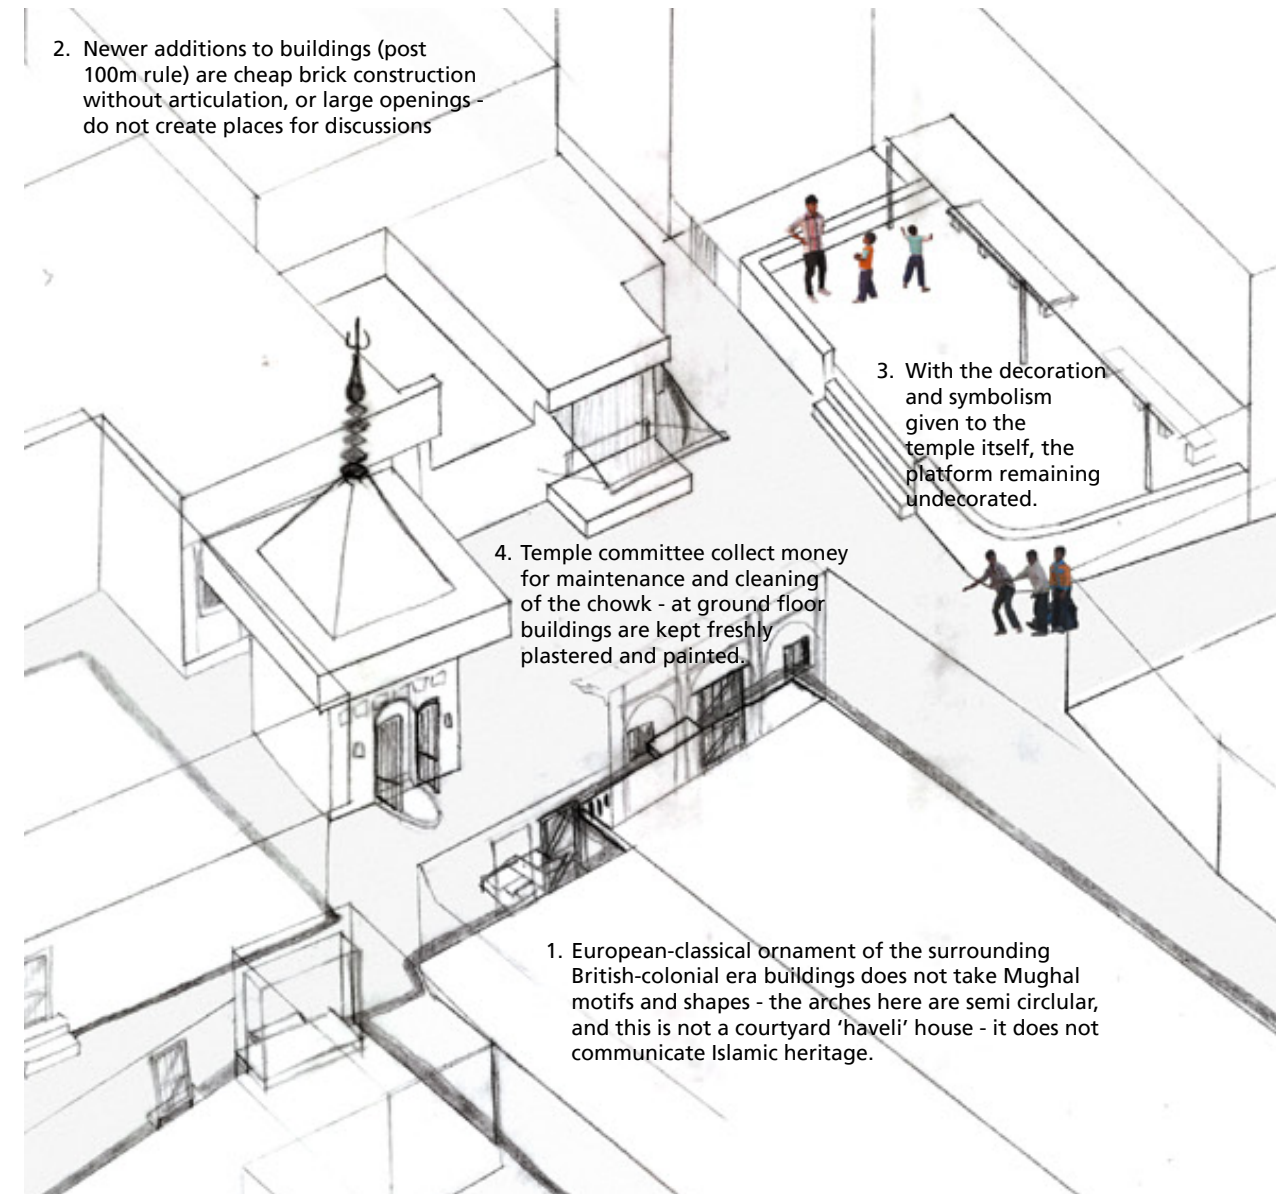 2. Newer additions to buildings (post
100m rule) are cheap brick construction
without articulation, or large openings -
do not create places for discussions
3. With the decoration
and symbolism
given to the
temple itself, the
platform remaining
undecorated.
4. Temple committee collect money
for maintenance and cleaning
of the chowk - at ground floor
buildings are kept freshly
plastered and painted.
1. European-classical ornament of the surrounding
British-colonial era buildings does not take Mughal
motifs and shapes - the arches here are semi circlular,
and this is not a courtyard ‘haveli’ house - it does not
communicate Islamic heritage.